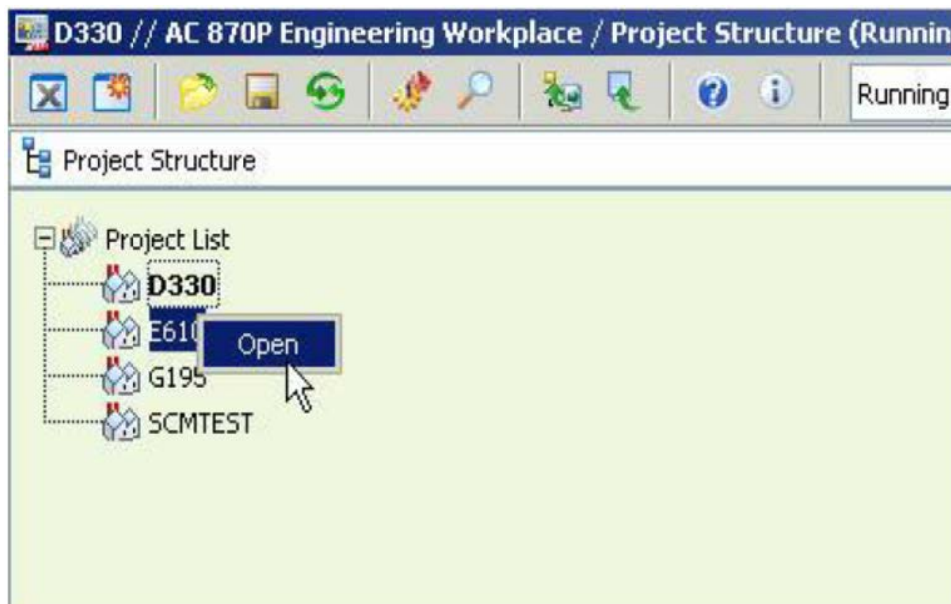 D330 // AC 870P Engineering Workplace / Project Structure (Runnin
Running
Project Structure
Project List
D330
E610
Open
G195
SCMTEST